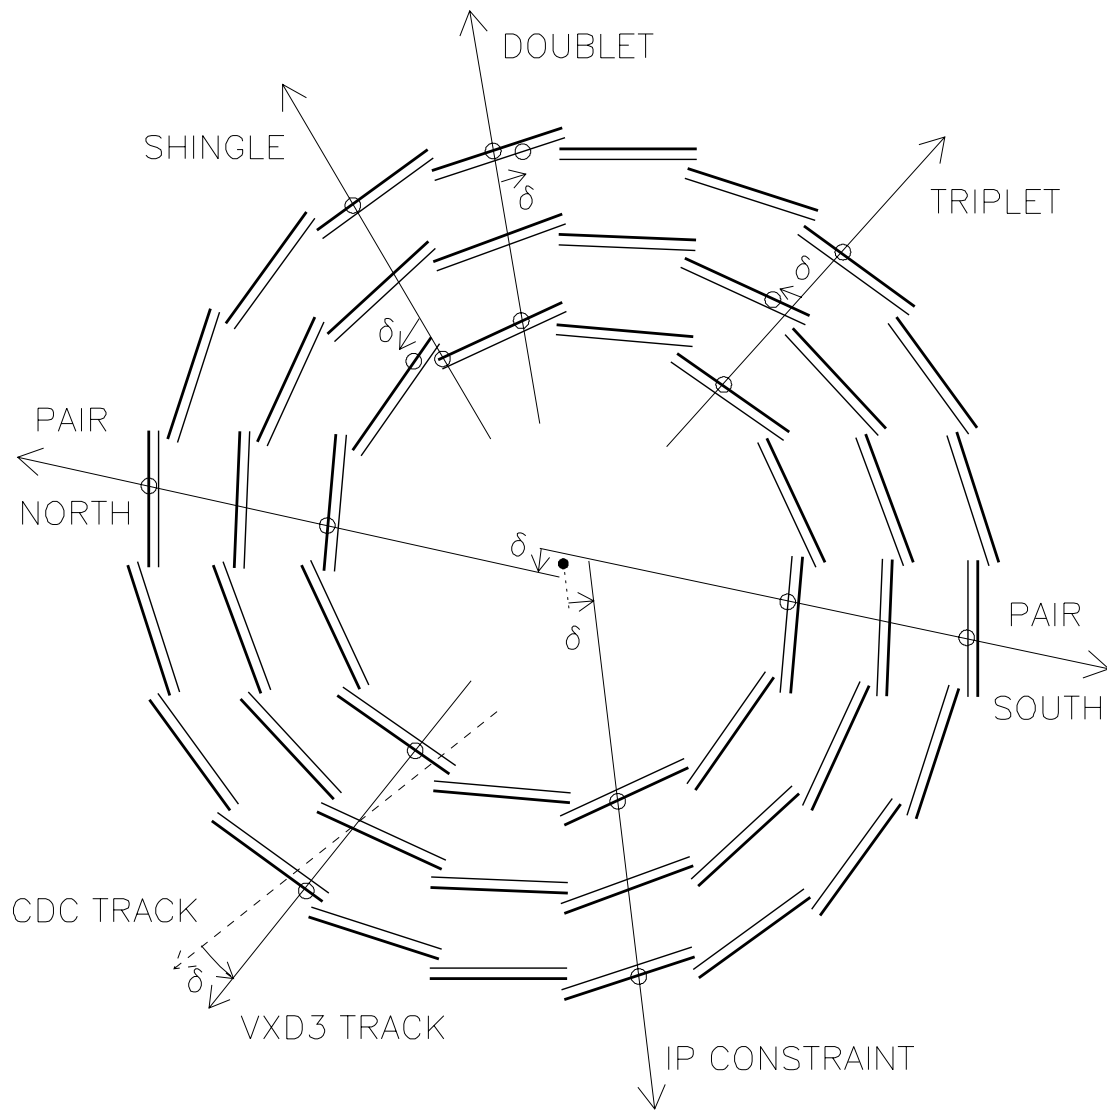 DOUBLET
SHINGLE
δ
TRIPLET
δ
δ
PAIR
NORTH
δ
PAIR
δ
SOUTH
CDC TRACK
δ
VXD3 TRACK
IP CONSTRAINT